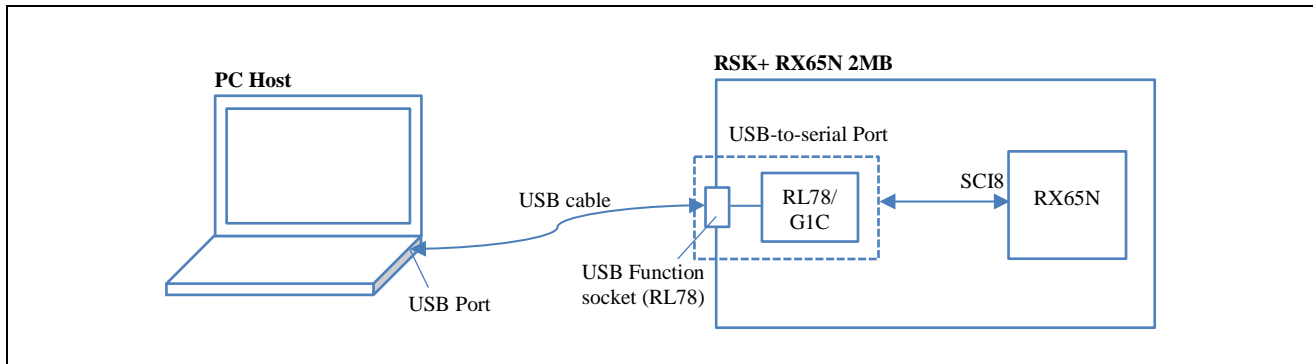 RSK+ RX65N 2MB
PC Host
USB-to-serial Port
SCI8
RX65N
RL78/
G1C
USB cable
USB Function
socket (RL78)
USB Port